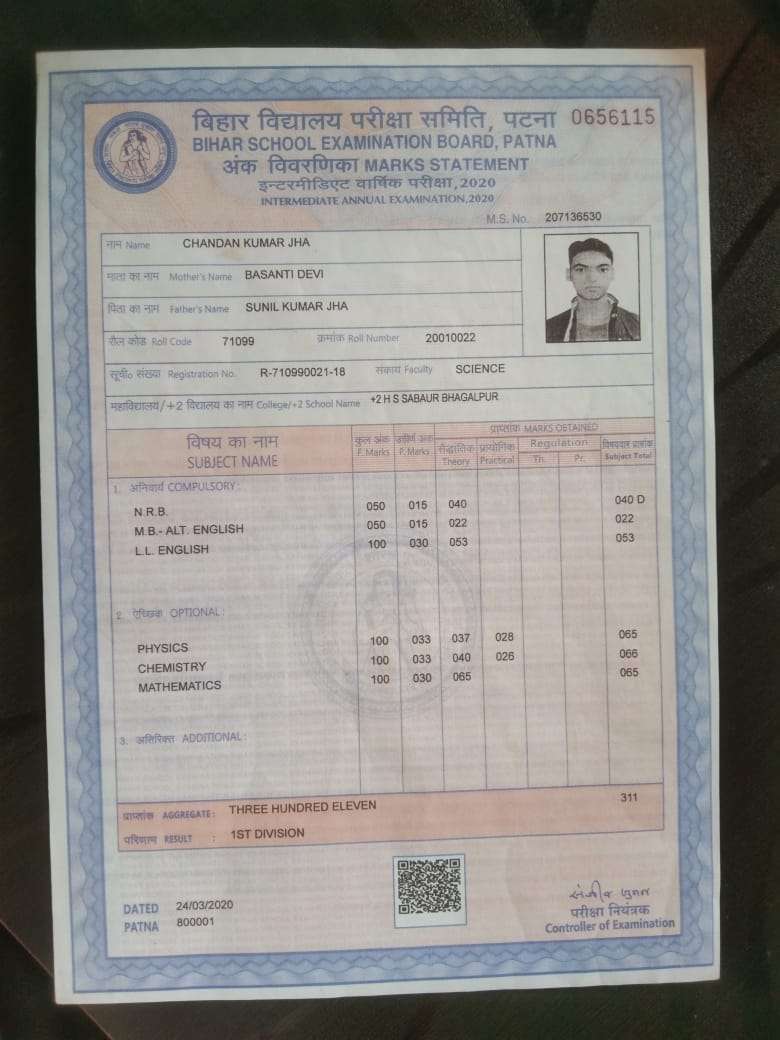 बिहार विद्यालय परीक्षा समिति, पटना 0656115
BIHAR SCHOOL EXAMINATION BOARD, PATNA
अंक विवरणिका MARKS STATEMENT
इन्टरमीडिएट वार्षिक परीक्षा,2020
INTERMEDIATE ANNUAL EXAMINATION,2020
M.S. No. 207136530
नाम Name CHANDAN KUMAR JHA
माता का नाम Mother's Name BASANTI DEVI
पिता का नाम Father's Name SUNIL KUMAR JHA
रौल कोड Roll Code 71099 क्रमांक Roll Number 20010022
सूची० संख्या Registration No. R-710990021-18 संकाय Faculty SCIENCE
महाविद्यालय/+2 विद्यालय का नाम College/+2 School Name +2 H S SABAUR BHAGALPUR
विषय का नाम SUBJECT NAME पूर्ण अंक F. Marks उत्तीर्ण अंक P. Marks प्राप्तांक MARKS OBTAINED
सैद्धांतिक Theory प्रायोगिक Practical Regulation Th. Pr. विषयवार प्राप्तांक Subject Total
1. अनिवार्य COMPULSORY:
N.R.B. 050 015 040 040 D
M.B.- ALT. ENGLISH 050 015 022 022
L.L. ENGLISH 100 030 053 053
2. ऐच्छिक OPTIONAL:
PHYSICS 100 033 037 028 065
CHEMISTRY 100 033 040 026 066
MATHEMATICS 100 030 065 065
3. अतिरिक्त ADDITIONAL:
प्राप्तांक AGGREGATE: THREE HUNDRED ELEVEN 311
परिणाम RESULT : 1ST DIVISION
DATED 24/03/2020
PATNA 800001
परीक्षा नियंत्रक
Controller of Examination